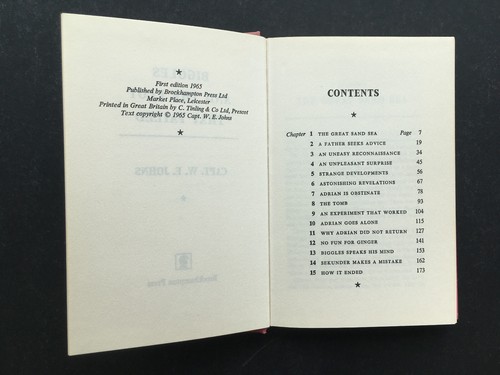 First edition 1965
Published by Brockhampton Press Ltd
Market Place, Leicester
Printed in Great Britain by C. Tinling & Co Ltd, Prescot
Text copyright © 1965 Capt. W. E. Johns
CONTENTS
Chapter 1 THE GREAT SAND SEA Page 7
2 A FATHER SEEKS ADVICE 19
3 AN UNEASY RECONNAISSANCE 34
4 AN UNPLEASANT SURPRISE 45
5 STRANGE DEVELOPMENTS 56
6 ASTONISHING REVELATIONS 67
7 ADRIAN IS OBSTINATE 78
8 THE TOMB 93
9 AN EXPERIMENT THAT WORKED 104
10 ADRIAN GOES ALONE 115
11 WHY ADRIAN DID NOT RETURN 127
12 NO FUN FOR GINGER 141
13 BIGGLES SPEAKS HIS MIND 153
14 SEKUNDER MAKES A MISTAKE 162
15 HOW IT ENDED 173